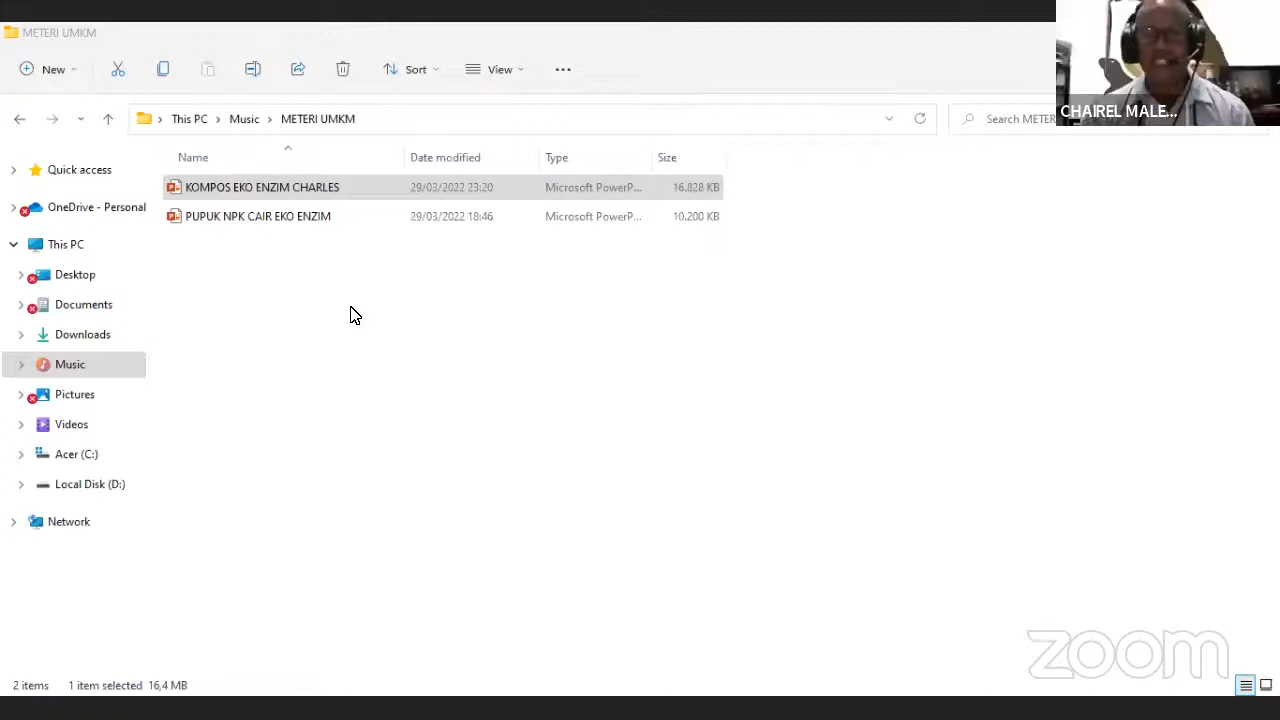 METERI UMKM
New
Sort
View
CHAIREL MALE...
This PC > Music > METERI UMKM
Search METER
Name Date modified Type Size
Quick access
KOMPOS EKO ENZIM CHARLES 29/03/2022 23:20 Microsoft PowerP... 16.828 KB
OneDrive - Personal
PUPUK NPK CAIR EKO ENZIM 29/03/2022 18:46 Microsoft PowerP... 10.200 KB
This PC
Desktop
Documents
Downloads
Music
Pictures
Videos
Acer (C:)
Local Disk (D:)
Network
zoom
2 items 1 item selected 16,4 MB